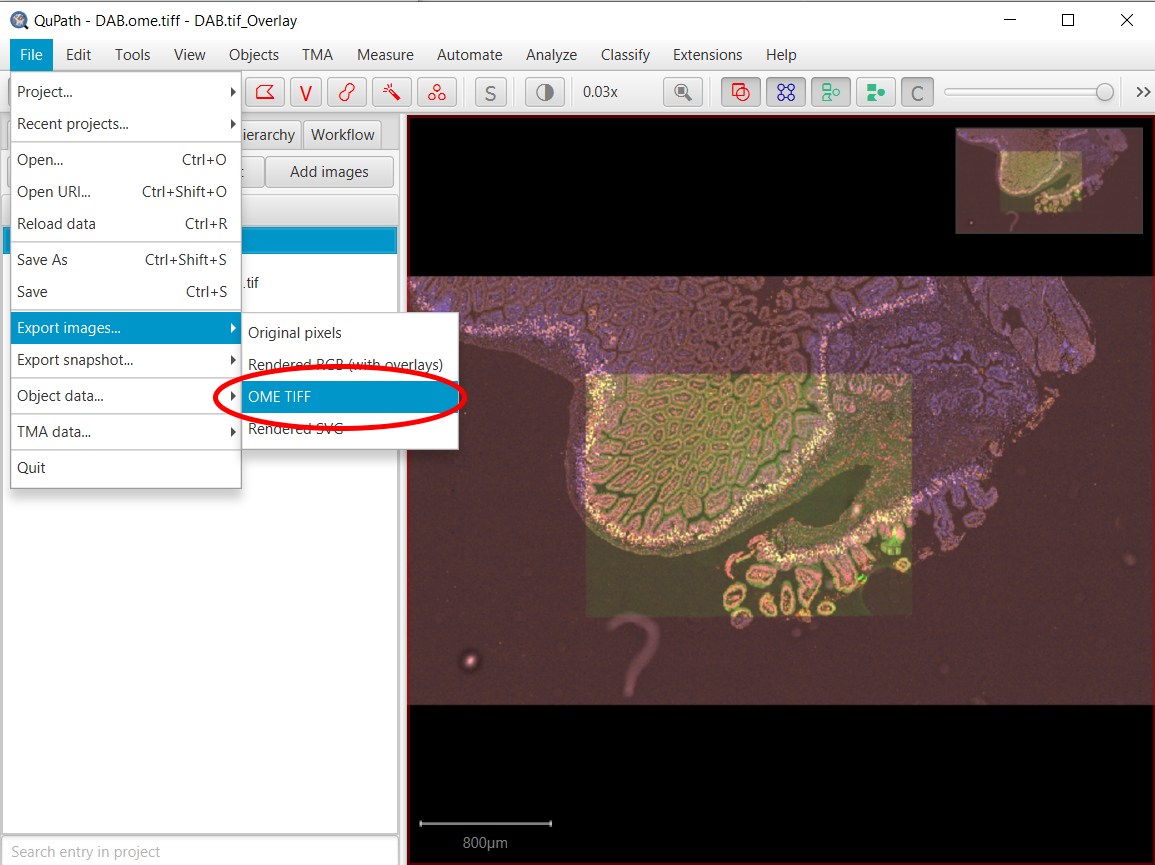 QuPath - DAB.ome.tiff - DAB.tif_Overlay
File Edit Tools View Objects TMA Measure Automate Analyze Classify Extensions Help
V S 0.03x C
Project...
Recent projects...
ierarchy Workflow
Open... Ctrl+O
Add images
Open URI... Ctrl+Shift+O
Reload data Ctrl+R
Save As Ctrl+Shift+S
.tif
Save Ctrl+S
Export images...
Original pixels
Export snapshot...
Rendered RGB (with overlays)
Object data...
OME TIFF
TMA data...
Rendered SVG
Quit
800µm
Search entry in project